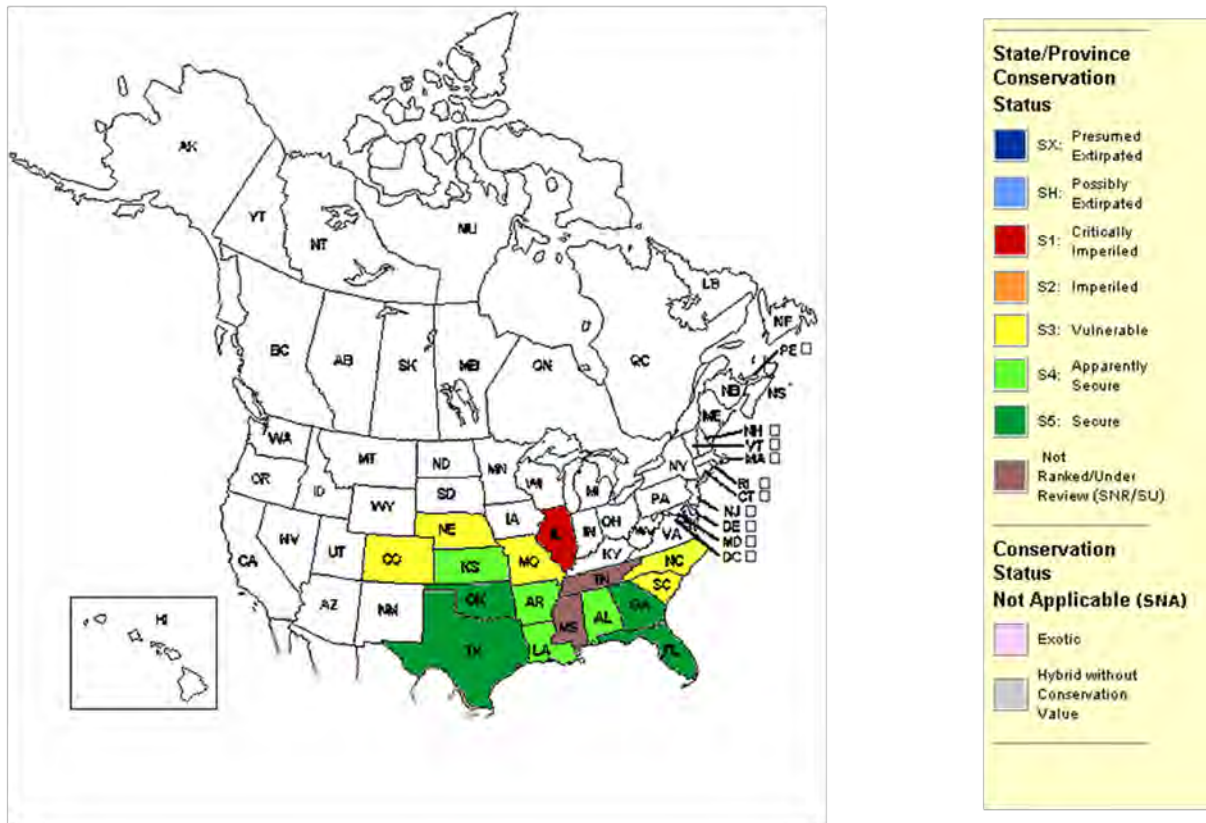 AK
YT
NT
NU
LB
NF
PE
BC
AB
SK
MB
ON
QC
NB
NS
ME
NH
VT
MA
WA
MT
ND
MN
OR
ID
WY
SD
WI
MI
NY
RI
CT
PA
NJ
DE
MD
DC
IA
NE
IL
IN
OH
WV
VA
KY
CA
NV
UT
CO
KS
MO
NC
TN
SC
AZ
NM
OK
AR
MS
AL
GA
TX
LA
FL
HI
State/Province
Conservation
Status
SX: Presumed
Extirpated
SH: Possibly
Extirpated
S1: Critically
Imperiled
S2: Imperiled
S3: Vulnerable
S4: Apparently
Secure
S5: Secure
Not
Ranked/Under
Review (SNR/SU)
Conservation
Status
Not Applicable (SNA)
Exotic
Hybrid without
Conservation
Value